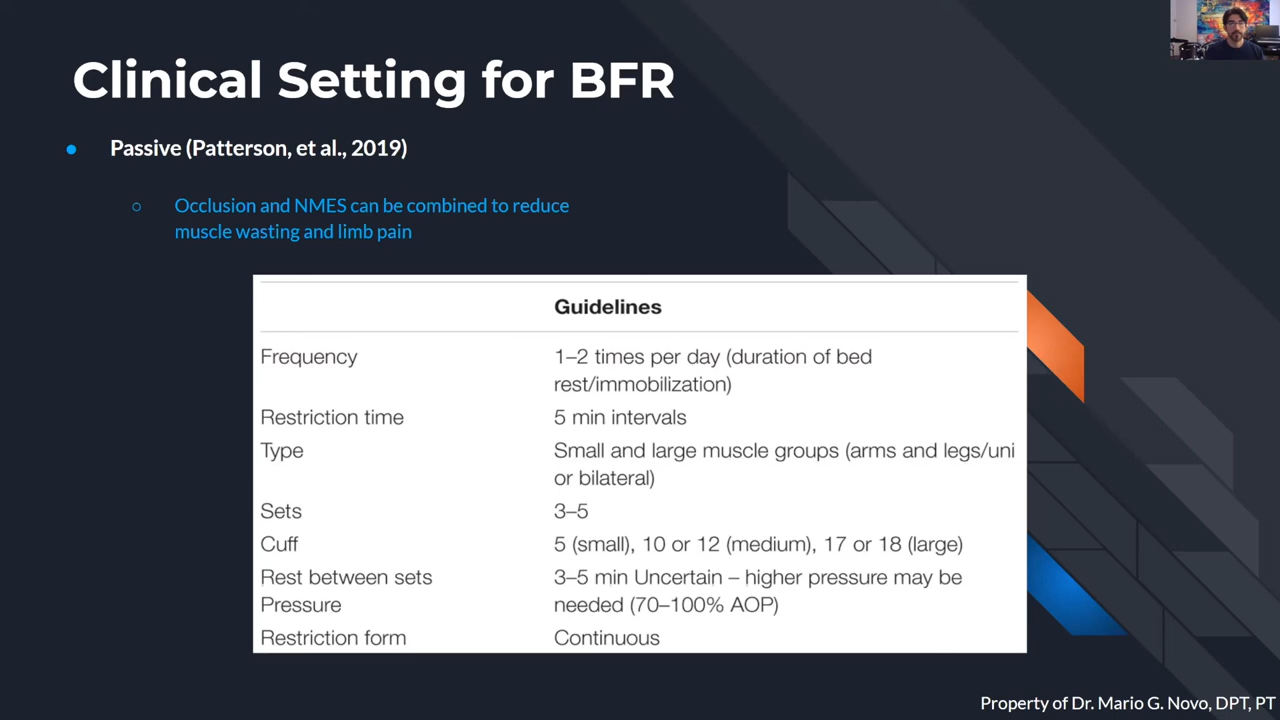 Clinical Setting for BFR
Passive (Patterson, et al., 2019)
Occlusion and NMES can be combined to reduce
muscle wasting and limb pain
Guidelines
Frequency 1–2 times per day (duration of bed
rest/immobilization)
Restriction time 5 min intervals
Type Small and large muscle groups (arms and legs/uni
or bilateral)
Sets 3–5
Cuff 5 (small), 10 or 12 (medium), 17 or 18 (large)
Rest between sets 3–5 min Uncertain – higher pressure may be
Pressure needed (70–100% AOP)
Restriction form Continuous
Property of Dr. Mario G. Novo, DPT, PT